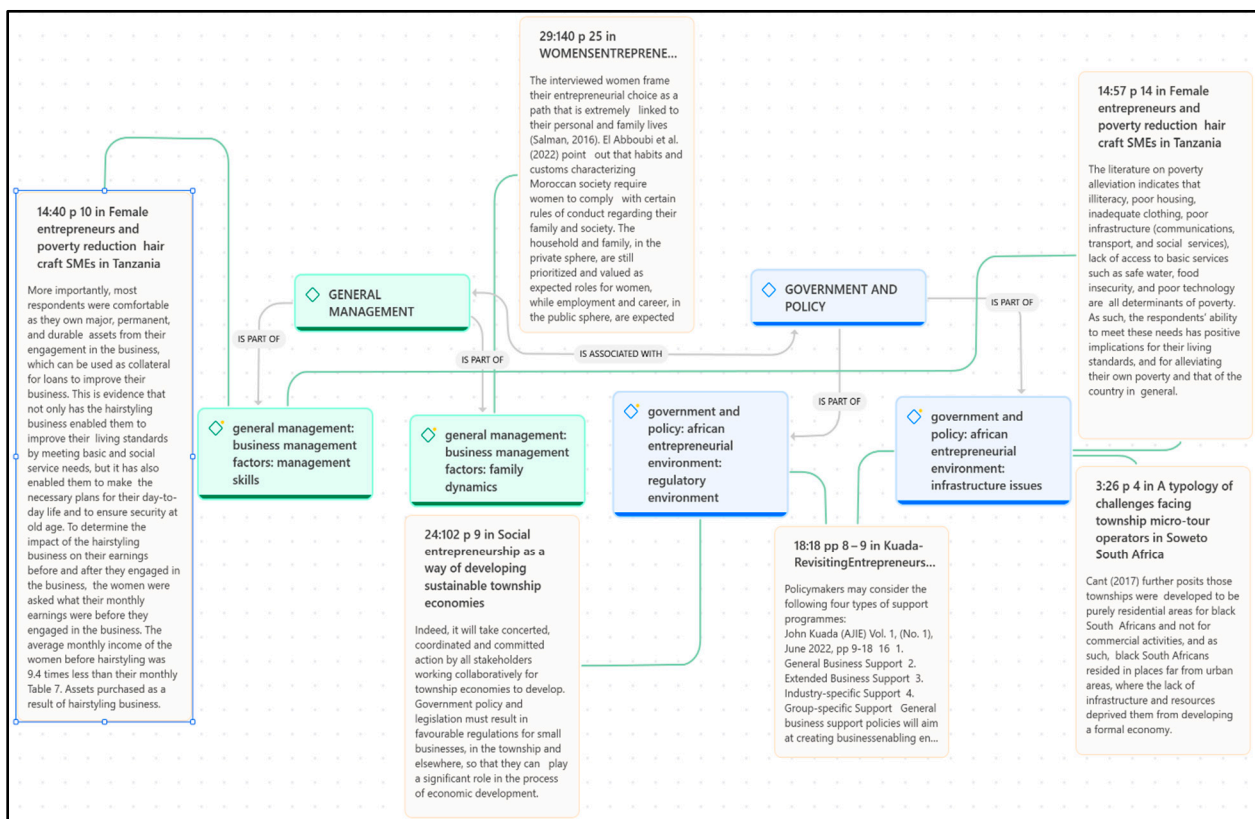 29:140 p 25 in
WOMENSENTREPRENE...
The interviewed women frame
their entrepreneurial choice as a
path that is extremely linked to
their personal and family lives
(Salman, 2016). El Abboubi et al.
(2022) point out that habits and
customs characterizing
Moroccan society require
women to comply with certain
rules of conduct regarding their
family and society. The
household and family, in the
private sphere, are still
prioritized and valued as
expected roles for women,
while employment and career, in
the public sphere, are expected
14:57 p 14 in Female
entrepreneurs and
poverty reduction hair
craft SMEs in Tanzania
The literature on poverty
alleviation indicates that
illiteracy, poor housing,
inadequate clothing, poor
infrastructure (communications,
transport, and social services),
lack of access to basic services
such as safe water, food
insecurity, and poor technology
are all determinants of poverty.
As such, the respondents' ability
to meet these needs has positive
implications for their living
standards, and for alleviating
their own poverty and that of the
country in general.
14:40 p 10 in Female
entrepreneurs and
poverty reduction hair
craft SMEs in Tanzania
More importantly, most
respondents were comfortable
as they own major, permanent,
and durable assets from their
engagement in the business,
which can be used as collateral
for loans to improve their
business. This is evidence that
not only has the hairstyling
business enabled them to
improve their living standards
by meeting basic and social
service needs, but it has also
enabled them to make the
necessary plans for their day-to-
day life and to ensure security at
old age. To determine the
impact of the hairstyling
business on their earnings
before and after they engaged in
the business, the women were
asked what their monthly
earnings were before they
engaged in the business. The
average monthly income of the
women before hairstyling was
9.4 times less than their monthly
Table 7. Assets purchased as a
result of hairstyling business.
GENERAL
MANAGEMENT
GOVERNMENT AND
POLICY
IS PART OF
IS PART OF
IS ASSOCIATED WITH
IS PART OF
IS PART OF
general management:
business management
factors: management
skills
general management:
business management
factors: family
dynamics
government and
policy: african
entrepreneurial
environment:
regulatory
environment
government and
policy: african
entrepreneurial
environment:
infrastructure issues
24:102 p 9 in Social
entrepreneurship as a
way of developing
sustainable township
economies
Indeed, it will take concerted,
coordinated and committed
action by all stakeholders
working collaboratively for
township economies to develop.
Government policy and
legislation must result in
favourable regulations for small
businesses, in the township and
elsewhere, so that they can play
a significant role in the process
of economic development.
18:18 pp 8 – 9 in Kuada-
RevisitingEntrepreneurs...
Policymakers may consider the
following four types of support
programmes:
John Kuada (AJIE) Vol. 1, (No. 1),
June 2022, pp 9-18 16 1.
General Business Support 2.
Extended Business Support 3.
Industry-specific Support 4.
Group-specific Support General
business support policies will aim
at creating businessenabling en...
3:26 p 4 in A typology of
challenges facing
township micro-tour
operators in Soweto
South Africa
Cant (2017) further posits those
townships were developed to be
purely residential areas for black
South Africans and not for
commercial activities, and as
such, black South Africans
resided in places far from urban
areas, where the lack of
infrastructure and resources
deprived them from developing
a formal economy.